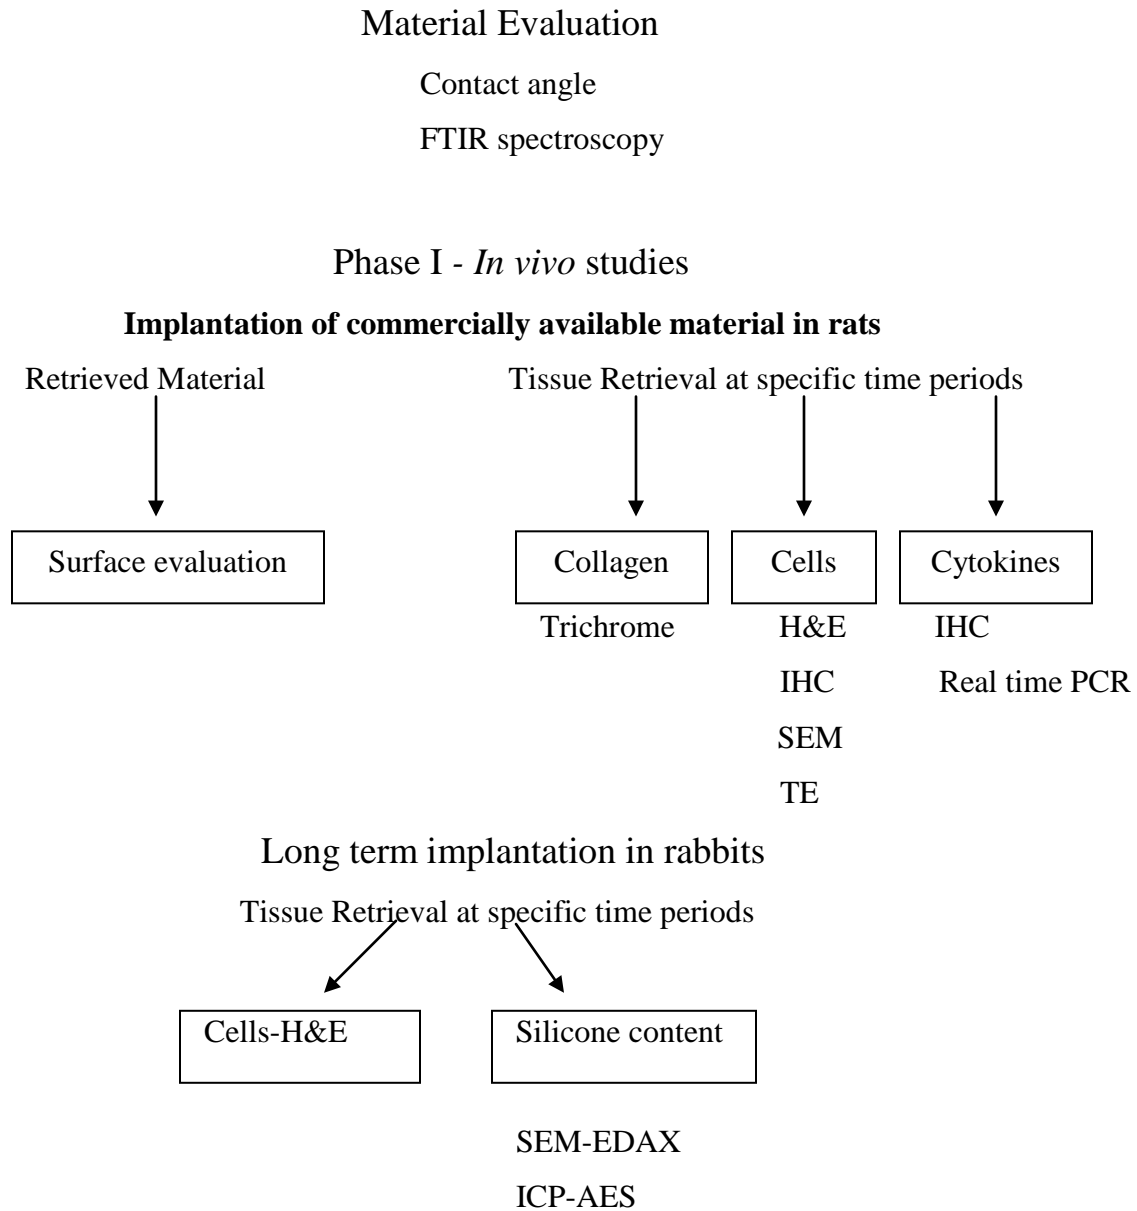 Material Evaluation
Contact angle
FTIR spectroscopy
Phase I - In vivo studies
Implantation of commercially available material in rats
Retrieved Material
Tissue Retrieval at specific time periods
Surface evaluation
Collagen
Cells
Cytokines
Trichrome
H&E
IHC
IHC
Real time PCR
SEM
TE
Long term implantation in rabbits
Tissue Retrieval at specific time periods
Cells-H&E
Silicone content
SEM-EDAX
ICP-AES